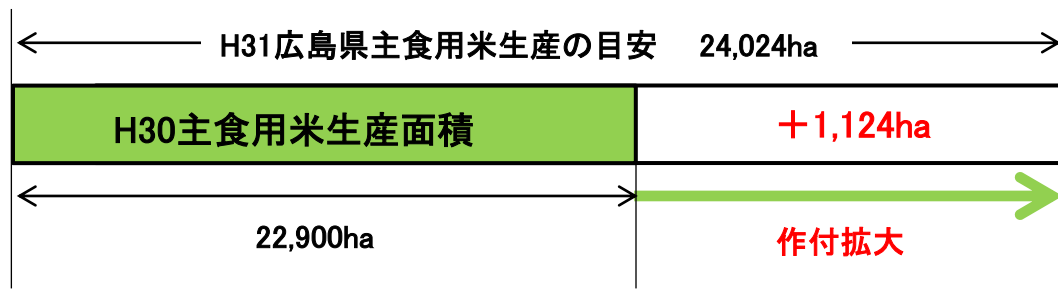 H31広島県主食用米生産の目安 24,024ha
H30主食用米生産面積
＋1,124ha
22,900ha
作付拡大